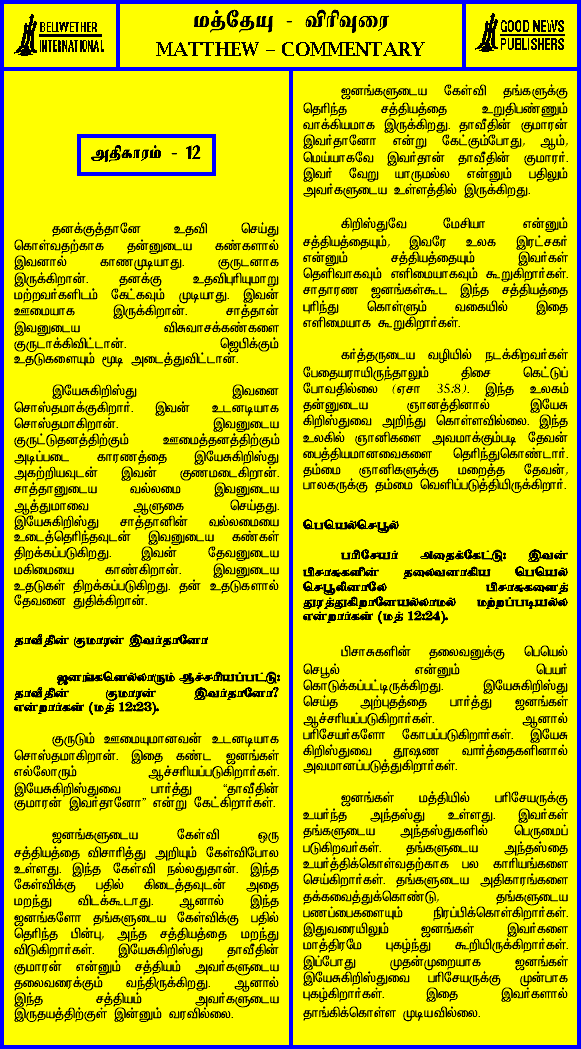 BELIWETHER
INTERNATIONAL
மத்தேயு - விரிவுரை
MATTHEW – COMMENTARY
GOOD NEWS
PUBLISHERS
அதிகாரம் - 12
தனக்குத்தானே உதவி செய்து
கொள்வதற்காக தன்னுடைய கண்களால்
இவனால் காணமுடியாது. குருடனாக
இருக்கிறான். தனக்கு உதவிபுரியுமாறு
மற்றவர்களிடம் கேட்கவும் முடியாது. இவன்
ஊமையாக இருக்கிறான். சாத்தான்
இவனுடைய விசுவாசக்கண்களை
குருடாக்கிவிட்டான். ஜெபிக்கும்
உதடுகளையும் மூடி அடைத்துவிட்டான்.
இயேசுகிறிஸ்து இவனை
சொஸ்தமாக்குகிறார். இவன் உடனடியாக
சொஸ்தமாகிறான். இவனுடைய
குருட்டுதனத்திற்கும் ஊமைத்தனத்திற்கும்
அடிப்படை காரணத்தை இயேசுகிறிஸ்து
அகற்றியவுடன் இவன் குணமடைகிறான்.
சாத்தானுடைய வல்லமை இவனுடைய
ஆத்துமாவை ஆளுகை செய்தது.
இயேசுகிறிஸ்து சாத்தானின் வல்லமையை
உடைத்தெரிந்தவுடன் இவனுடைய கண்கள்
திறக்கப்படுகிறது. இவன் தேவனுடைய
மகிமையை காண்கிறான். இவனுடைய
உதடுகள் திறக்கப்படுகிறது. தன் உதடுகளால்
தேவனை துதிக்கிறான்.
தாவீதின் குமாரன் இவர்தானோ
ஜனங்களெல்லாரும் ஆச்சரியப்பட்டு:
தாவீதின் குமாரன் இவர்தானோ?
என்றார்கள் (மத் 12:23).
குருடும் ஊமையுமானவன் உடனடியாக
சொஸ்தமாகிறான். இதை கண்ட ஜனங்கள்
எல்லோரும் ஆச்சரியப்படுகிறார்கள்.
இயேசுகிறிஸ்துவை பார்த்து "தாவீதின்
குமாரன் இவர்தானோ" என்று கேட்கிறார்கள்.
ஜனங்களுடைய கேள்வி ஒரு
சத்தியத்தை விசாரித்து அறியும் கேள்விபோல
உள்ளது. இந்த கேள்வி நல்லதுதான். இந்த
கேள்விக்கு பதில் கிடைத்தவுடன் அதை
மறந்து விடக்கூடாது. ஆனால் இந்த
ஜனங்களோ தங்களுடைய கேள்விக்கு பதில்
தெரிந்த பின்பு, அந்த சத்தியத்தை மறந்து
விடுகிறார்கள். இயேசுகிறிஸ்து தாவீதின்
குமாரன் என்னும் சத்தியம் அவர்களுடைய
தலைவரைக்கும் வந்திருக்கிறது. ஆனால்
இந்த சத்தியம் அவர்களுடைய
இருதயத்திற்குள் இன்னும் வரவில்லை.
ஜனங்களுடைய கேள்வி தங்களுக்கு
தெரிந்த சத்தியத்தை உறுதிபண்ணும்
வாக்கியமாக இருக்கிறது. தாவீதின் குமாரன்
இவர்தானோ என்று கேட்கும்போது, ஆம்,
மெய்யாகவே இவர்தான் தாவீதின் குமாரர்.
இவர் வேறு யாருமல்ல என்னும் பதிலும்
அவர்களுடைய உள்ளத்தில் இருக்கிறது.
கிறிஸ்துவே மேசியா என்னும்
சத்தியத்தையும், இவரே உலக இரட்சகர்
என்னும் சத்தியத்தையும் இவர்கள்
தெளிவாகவும் எளிமையாகவும் கூறுகிறார்கள்.
சாதாரண ஜனங்கள்கூட இந்த சத்தியத்தை
புரிந்து கொள்ளும் வகையில் இதை
எளிமையாக கூறுகிறார்கள்.
கர்த்தருடைய வழியில் நடக்கிறவர்கள்
பேதையராயிருந்தாலும் திசை கெட்டுப்
போவதில்லை (ஏசா 35:8). இந்த உலகம்
தன்னுடைய ஞானத்தினால் இயேசு
கிறிஸ்துவை அறிந்து கொள்ளவில்லை. இந்த
உலகில் ஞானிகளை அவமாக்கும்படி தேவன்
பைத்தியமானவைகளை தெரிந்துகொண்டார்.
தம்மை ஞானிகளுக்கு மறைத்த தேவன்,
பாலகருக்கு தம்மை வெளிப்படுத்தியிருக்கிறார்.
பெயெல்செபூல்
பரிசேயர் அதைக்கேட்டு: இவன்
பிசாசுகளின் தலைவனாகிய பெயெல்
செபூலினாலே பிசாசுகளைத்
துரத்துகிறானேயல்லாமல் மற்றப்படியல்ல
என்றார்கள் (மத் 12:24).
பிசாசுகளின் தலைவனுக்கு பெயெல்
செபூல் என்னும் பெயர்
கொடுக்கப்பட்டிருக்கிறது. இயேசுகிறிஸ்து
செய்த அற்புதத்தை பார்த்து ஜனங்கள்
ஆச்சரியப்படுகிறார்கள். ஆனால்
பரிசேயர்களோ கோபப்படுகிறார்கள். இயேசு
கிறிஸ்துவை தூஷண வார்த்தைகளினால்
அவமானப்படுத்துகிறார்கள்.
ஜனங்கள் மத்தியில் பரிசேயருக்கு
உயர்ந்த அந்தஸ்து உள்ளது. இவர்கள்
தங்களுடைய அந்தஸ்துகளில் பெருமைப்
படுகிறவர்கள். தங்களுடைய அந்தஸ்தை
உயர்த்திக்கொள்வதற்காக பல காரியங்களை
செய்கிறார்கள். தங்களுடைய அதிகாரங்களை
தக்கவைத்துக்கொண்டு, தங்களுடைய
பணப்பைகளையும் நிரப்பிக்கொள்கிறார்கள்.
இதுவரையிலும் ஜனங்கள் இவர்களை
மாத்திரமே புகழ்ந்து கூறியிருக்கிறார்கள்.
இப்போது முதன்முறையாக ஜனங்கள்
இயேசுகிறிஸ்துவை பரிசேயருக்கு முன்பாக
புகழ்கிறார்கள். இதை இவர்களால்
தாங்கிக்கொள்ள முடியவில்லை.